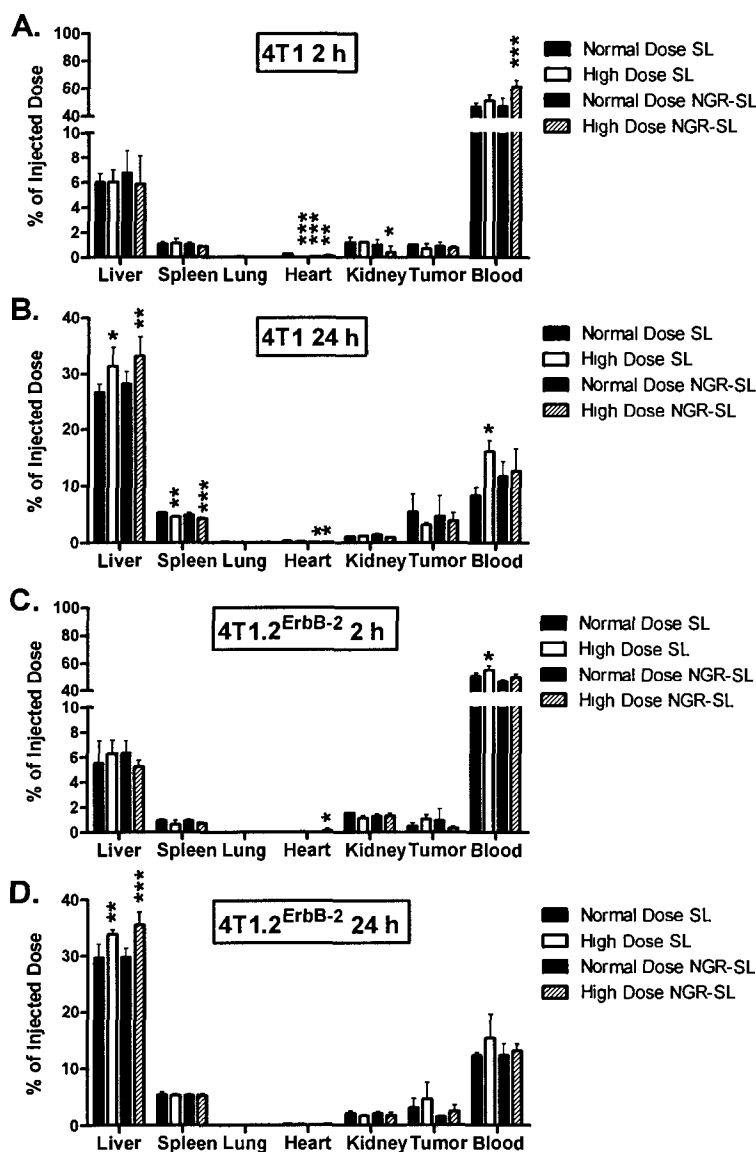 A.
4T1 2 h
***
Normal Dose SL
High Dose SL
Normal Dose NGR-SL
High Dose NGR-SL
% of Injected Dose
100
80
60
40
10
8
6
4
2
0
***
***
**
*
Liver Spleen Lung Heart Kidney Tumor Blood
B.
4T1 24 h
Normal Dose SL
High Dose SL
Normal Dose NGR-SL
High Dose NGR-SL
% of Injected Dose
40
30
20
10
0
*
**
**
***
**
*
Liver Spleen Lung Heart Kidney Tumor Blood
C.
4T1.2ErbB-2 2 h
Normal Dose SL
High Dose SL
Normal Dose NGR-SL
High Dose NGR-SL
% of Injected Dose
100
80
60
40
10
8
6
4
2
0
*
*
Liver Spleen Lung Heart Kidney Tumor Blood
D.
4T1.2ErbB-2 24 h
Normal Dose SL
High Dose SL
Normal Dose NGR-SL
High Dose NGR-SL
% of Injected Dose
40
30
20
10
0
**
***
Liver Spleen Lung Heart Kidney Tumor Blood